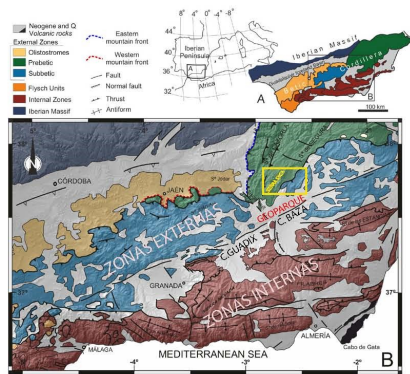 Neogene and Q
Volcanic rocks
External Zones
Olistostromes
Prebetic
Subbetic
Flysch Units
Internal Zones
Iberian Massif
Eastern
mountain front
Western
mountain front
Fault
Normal fault
Thrust
Antiform
8° 4° 0° -4° -8°
44°
40°
36°
32°
Iberian
Peninsula
A
Africa
Iberian Massif
Cordillera
A
B
100 km
CÓRDOBA
JAEN
GEOPARQUE
C. BAZA
C.GUADIX
ZONAS EXTERNAS
ZONAS INTERNAS
GRANADA
37°
37°
ALMERÍA
MÁLAGA
Cabo de Gata
MEDITERRANEAN SEA
B
-4°
-3°
-2°